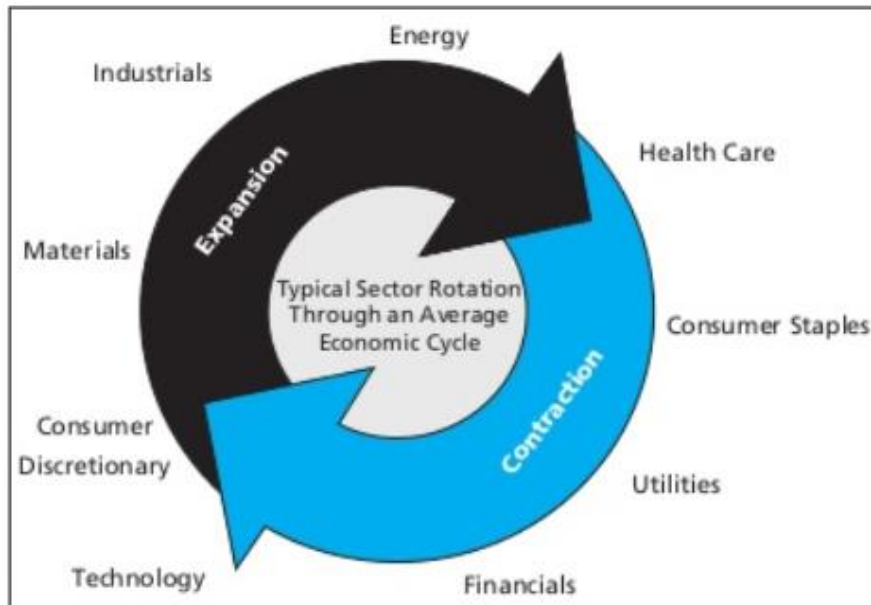 Energy
Industrials
Health Care
Expansion
Materials
Typical Sector Rotation
Through an Average
Economic Cycle
Consumer Staples
Contraction
Consumer
Discretionary
Utilities
Technology
Financials